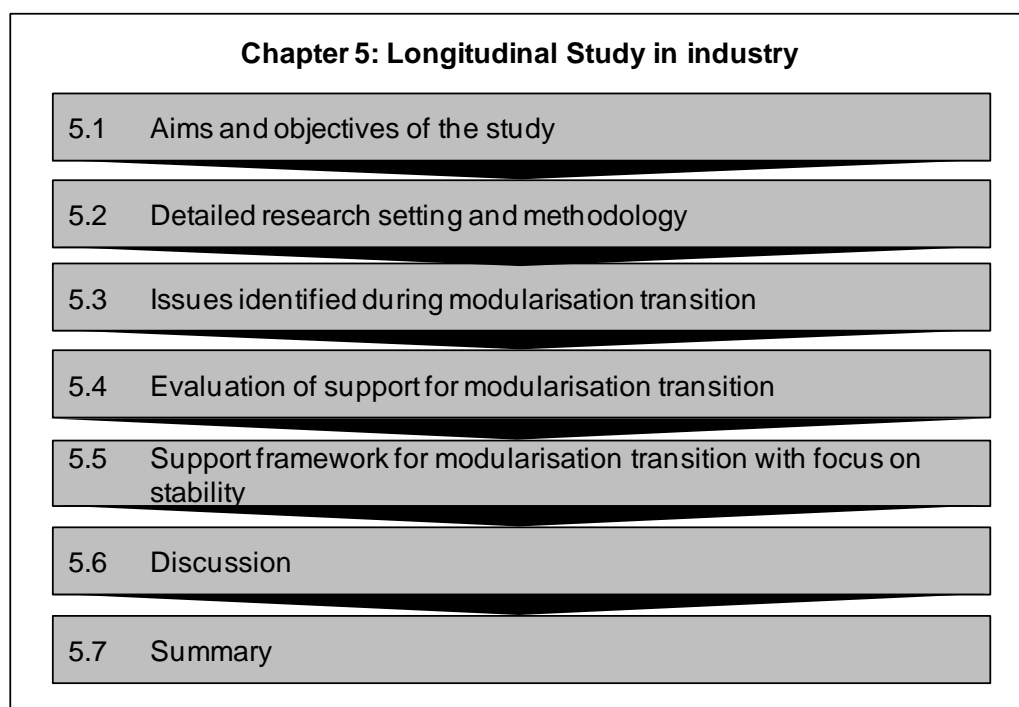 Chapter 5: Longitudinal Study in industry
5.1 Aims and objectives of the study
5.2 Detailed research setting and methodology
5.3 Issues identified during modularisation transition
5.4 Evaluation of support for modularisation transition
5.5 Support framework for modularisation transition with focus on
stability
5.6 Discussion
5.7 Summary